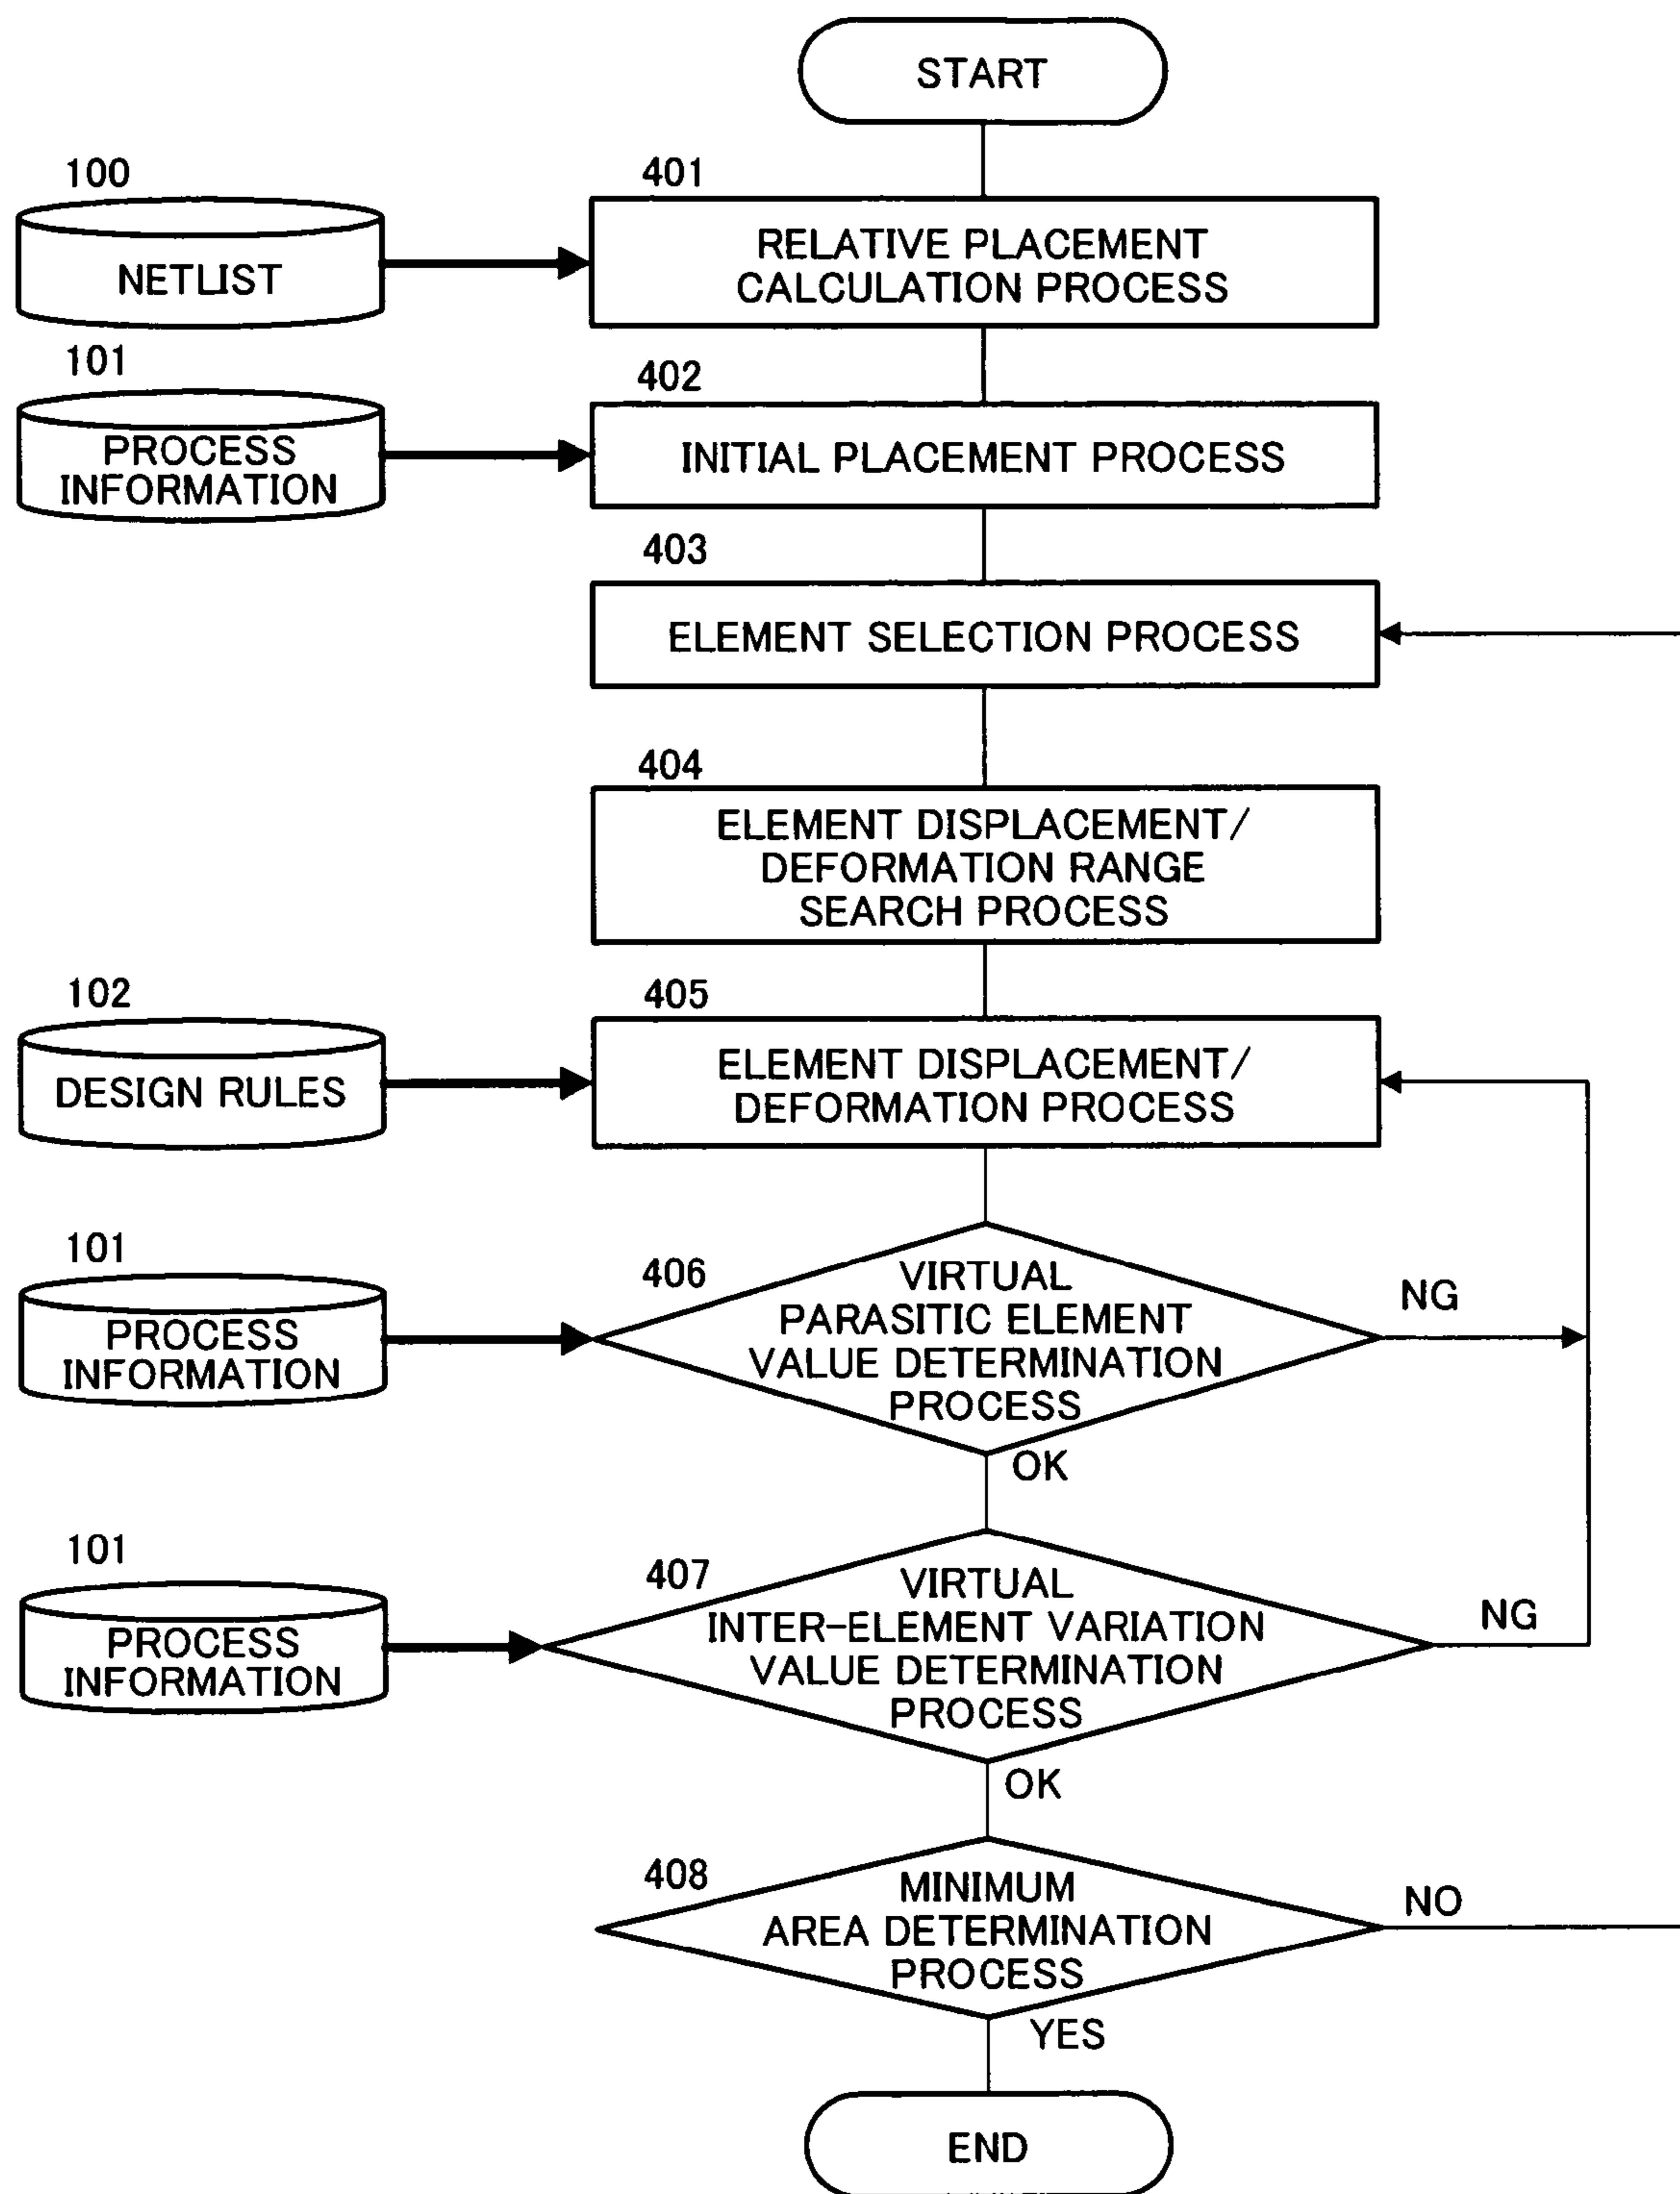 START
100
NETLIST
401
RELATIVE PLACEMENT
CALCULATION PROCESS
101
PROCESS
INFORMATION
402
INITIAL PLACEMENT PROCESS
403
ELEMENT SELECTION PROCESS
404
ELEMENT DISPLACEMENT/
DEFORMATION RANGE
SEARCH PROCESS
102
DESIGN RULES
405
ELEMENT DISPLACEMENT/
DEFORMATION PROCESS
101
PROCESS
INFORMATION
406
VIRTUAL
PARASITIC ELEMENT
VALUE DETERMINATION
PROCESS
NG
OK
101
PROCESS
INFORMATION
407
VIRTUAL
INTER-ELEMENT VARIATION
VALUE DETERMINATION
PROCESS
NG
OK
408
MINIMUM
AREA DETERMINATION
PROCESS
NO
YES
END